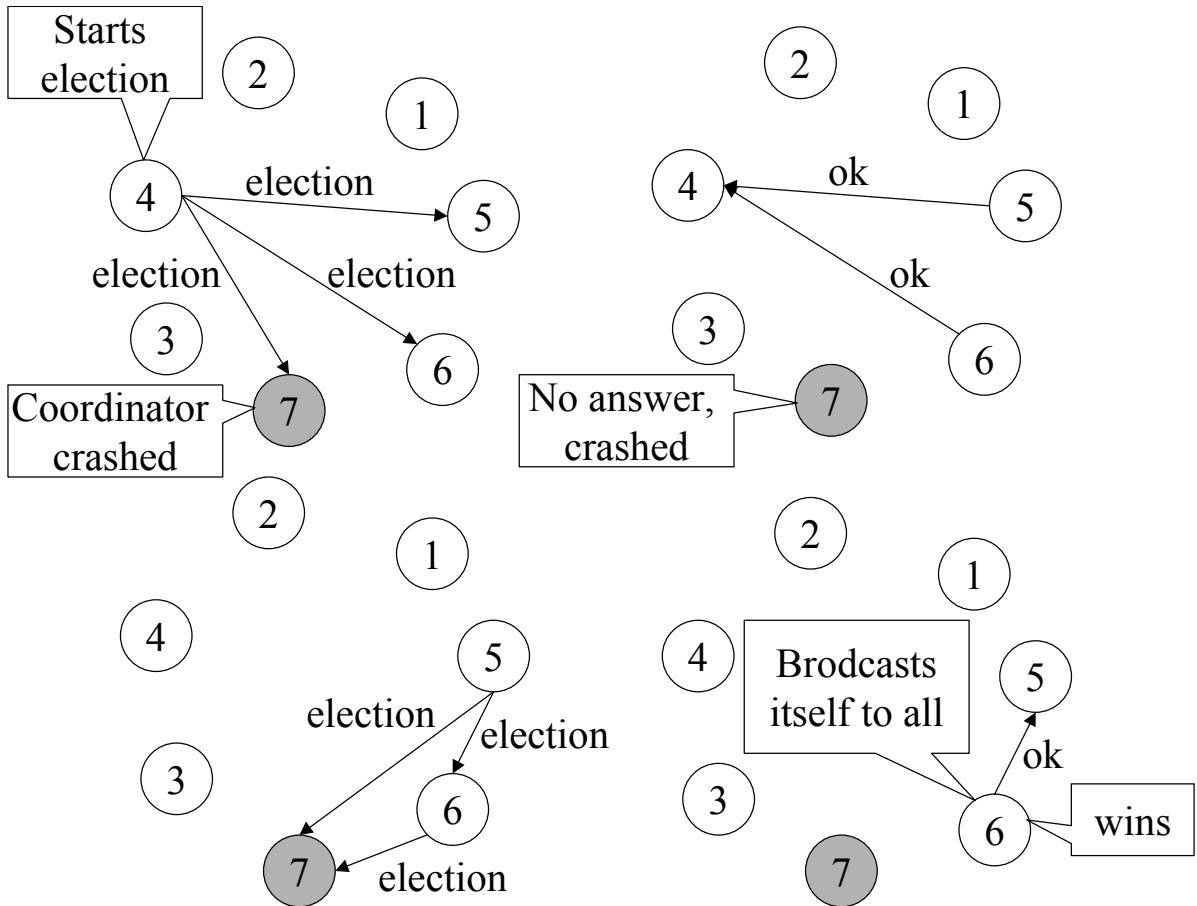 Starts
election
2
1
4
election
5
election
election
3
6
Coordinator
crashed
7
2
1
4
ok
5
ok
3
6
No answer,
crashed
7
2
1
4
5
election
election
3
6
7
election
2
1
4
Brodcasts
itself to all
5
ok
3
6
wins
7